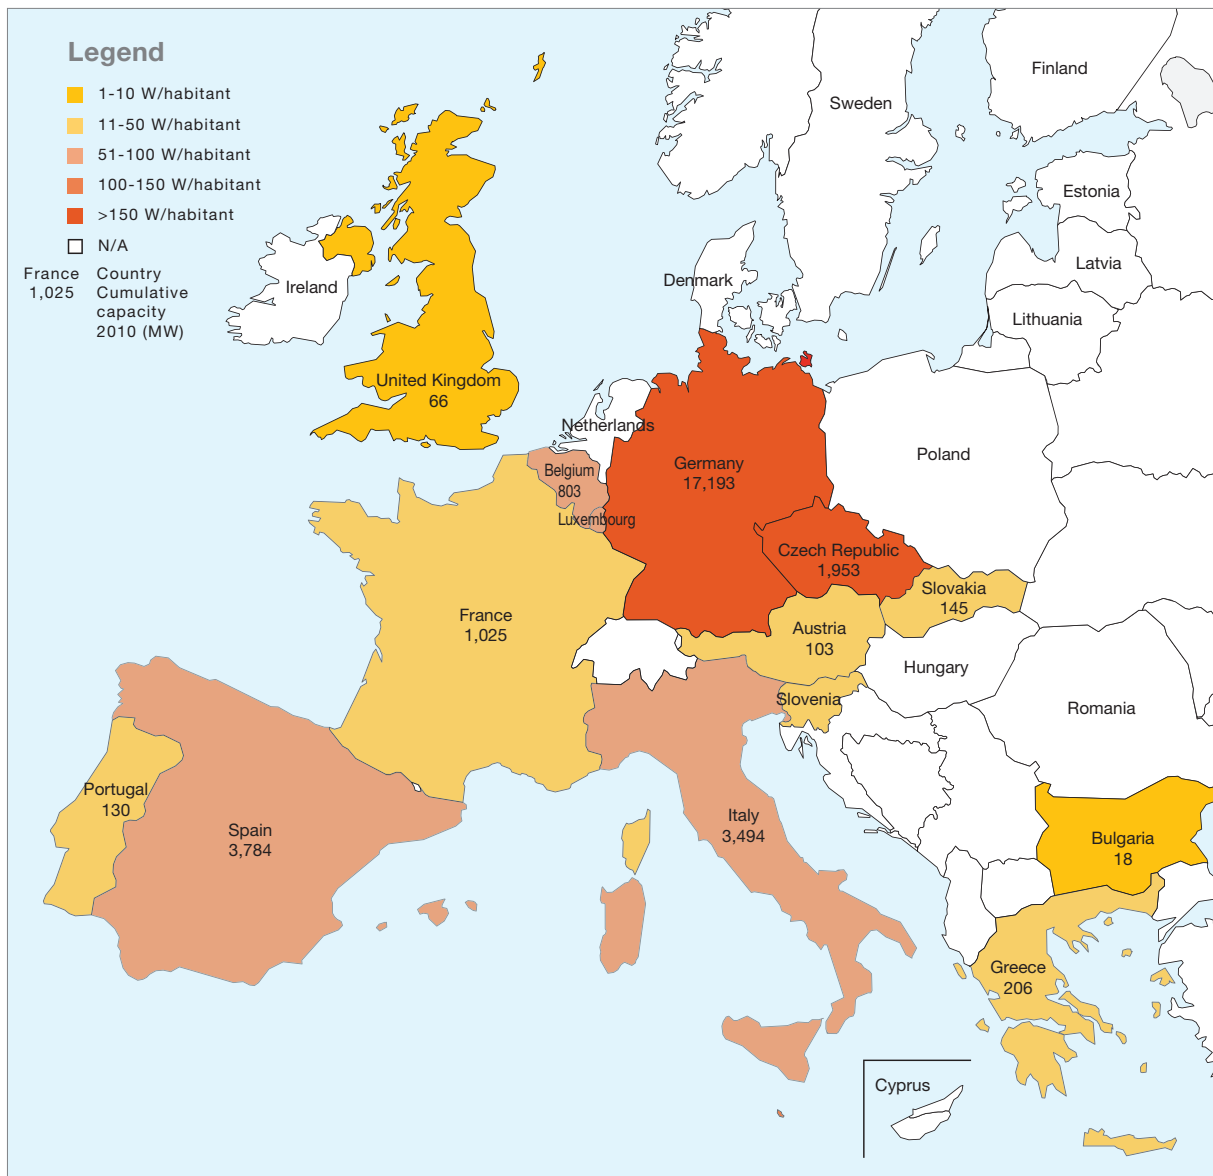 Legend
1-10 W/habitant
11-50 W/habitant
51-100 W/habitant
100-150 W/habitant
>150 W/habitant
N/A
France Country
1,025 Cumulative
capacity
2010 (MW)
Finland
Sweden
Estonia
Latvia
Denmark
Ireland
Lithuania
United Kingdom
66
Netherlands
Poland
Germany
17,193
Belgium
803
Luxembourg
Czech Republic
1,953
Slovakia
145
France
1,025
Austria
103
Hungary
Slovenia
Romania
Portugal
130
Spain
3,784
Italy
3,494
Bulgaria
18
Greece
206
Cyprus